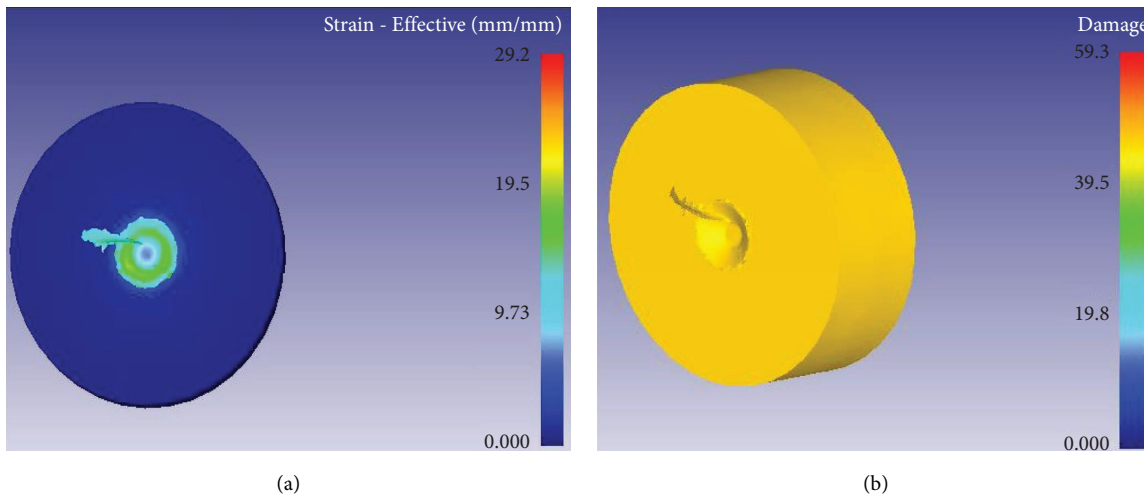 Strain - Effective (mm/mm)
29.2
19.5
9.73
0.000
(a)
Damage
59.3
39.5
19.8
0.000
(b)